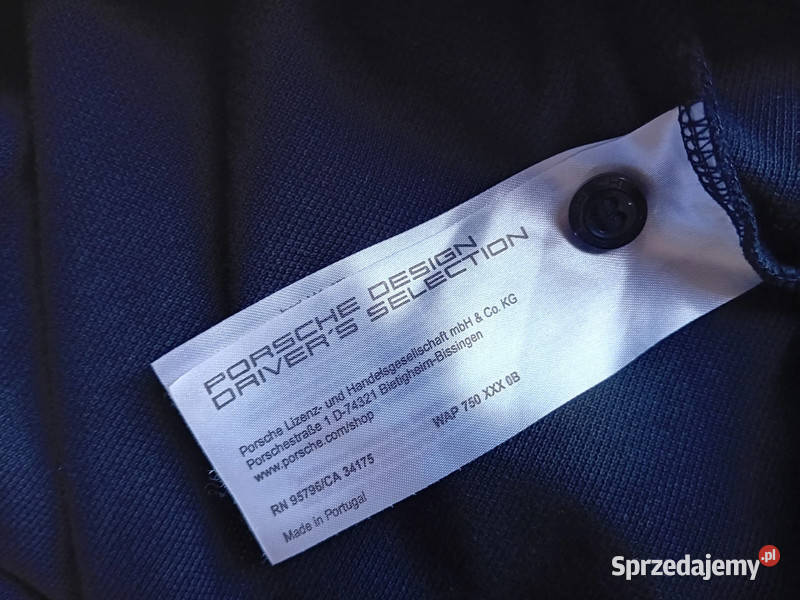 PORSCHE DESIGN
DRIVER'S SELECTION
Porsche Lizenz- und Handelsgesellschaft mbH & Co. KG
Porschestraße 1 D-74321 Bietigheim-Bissingen
www.porsche.com/shop
WAP 750 XXX 0B
RN 95796/CA 34175
Made in Portugal
Sprzedajemy.pl